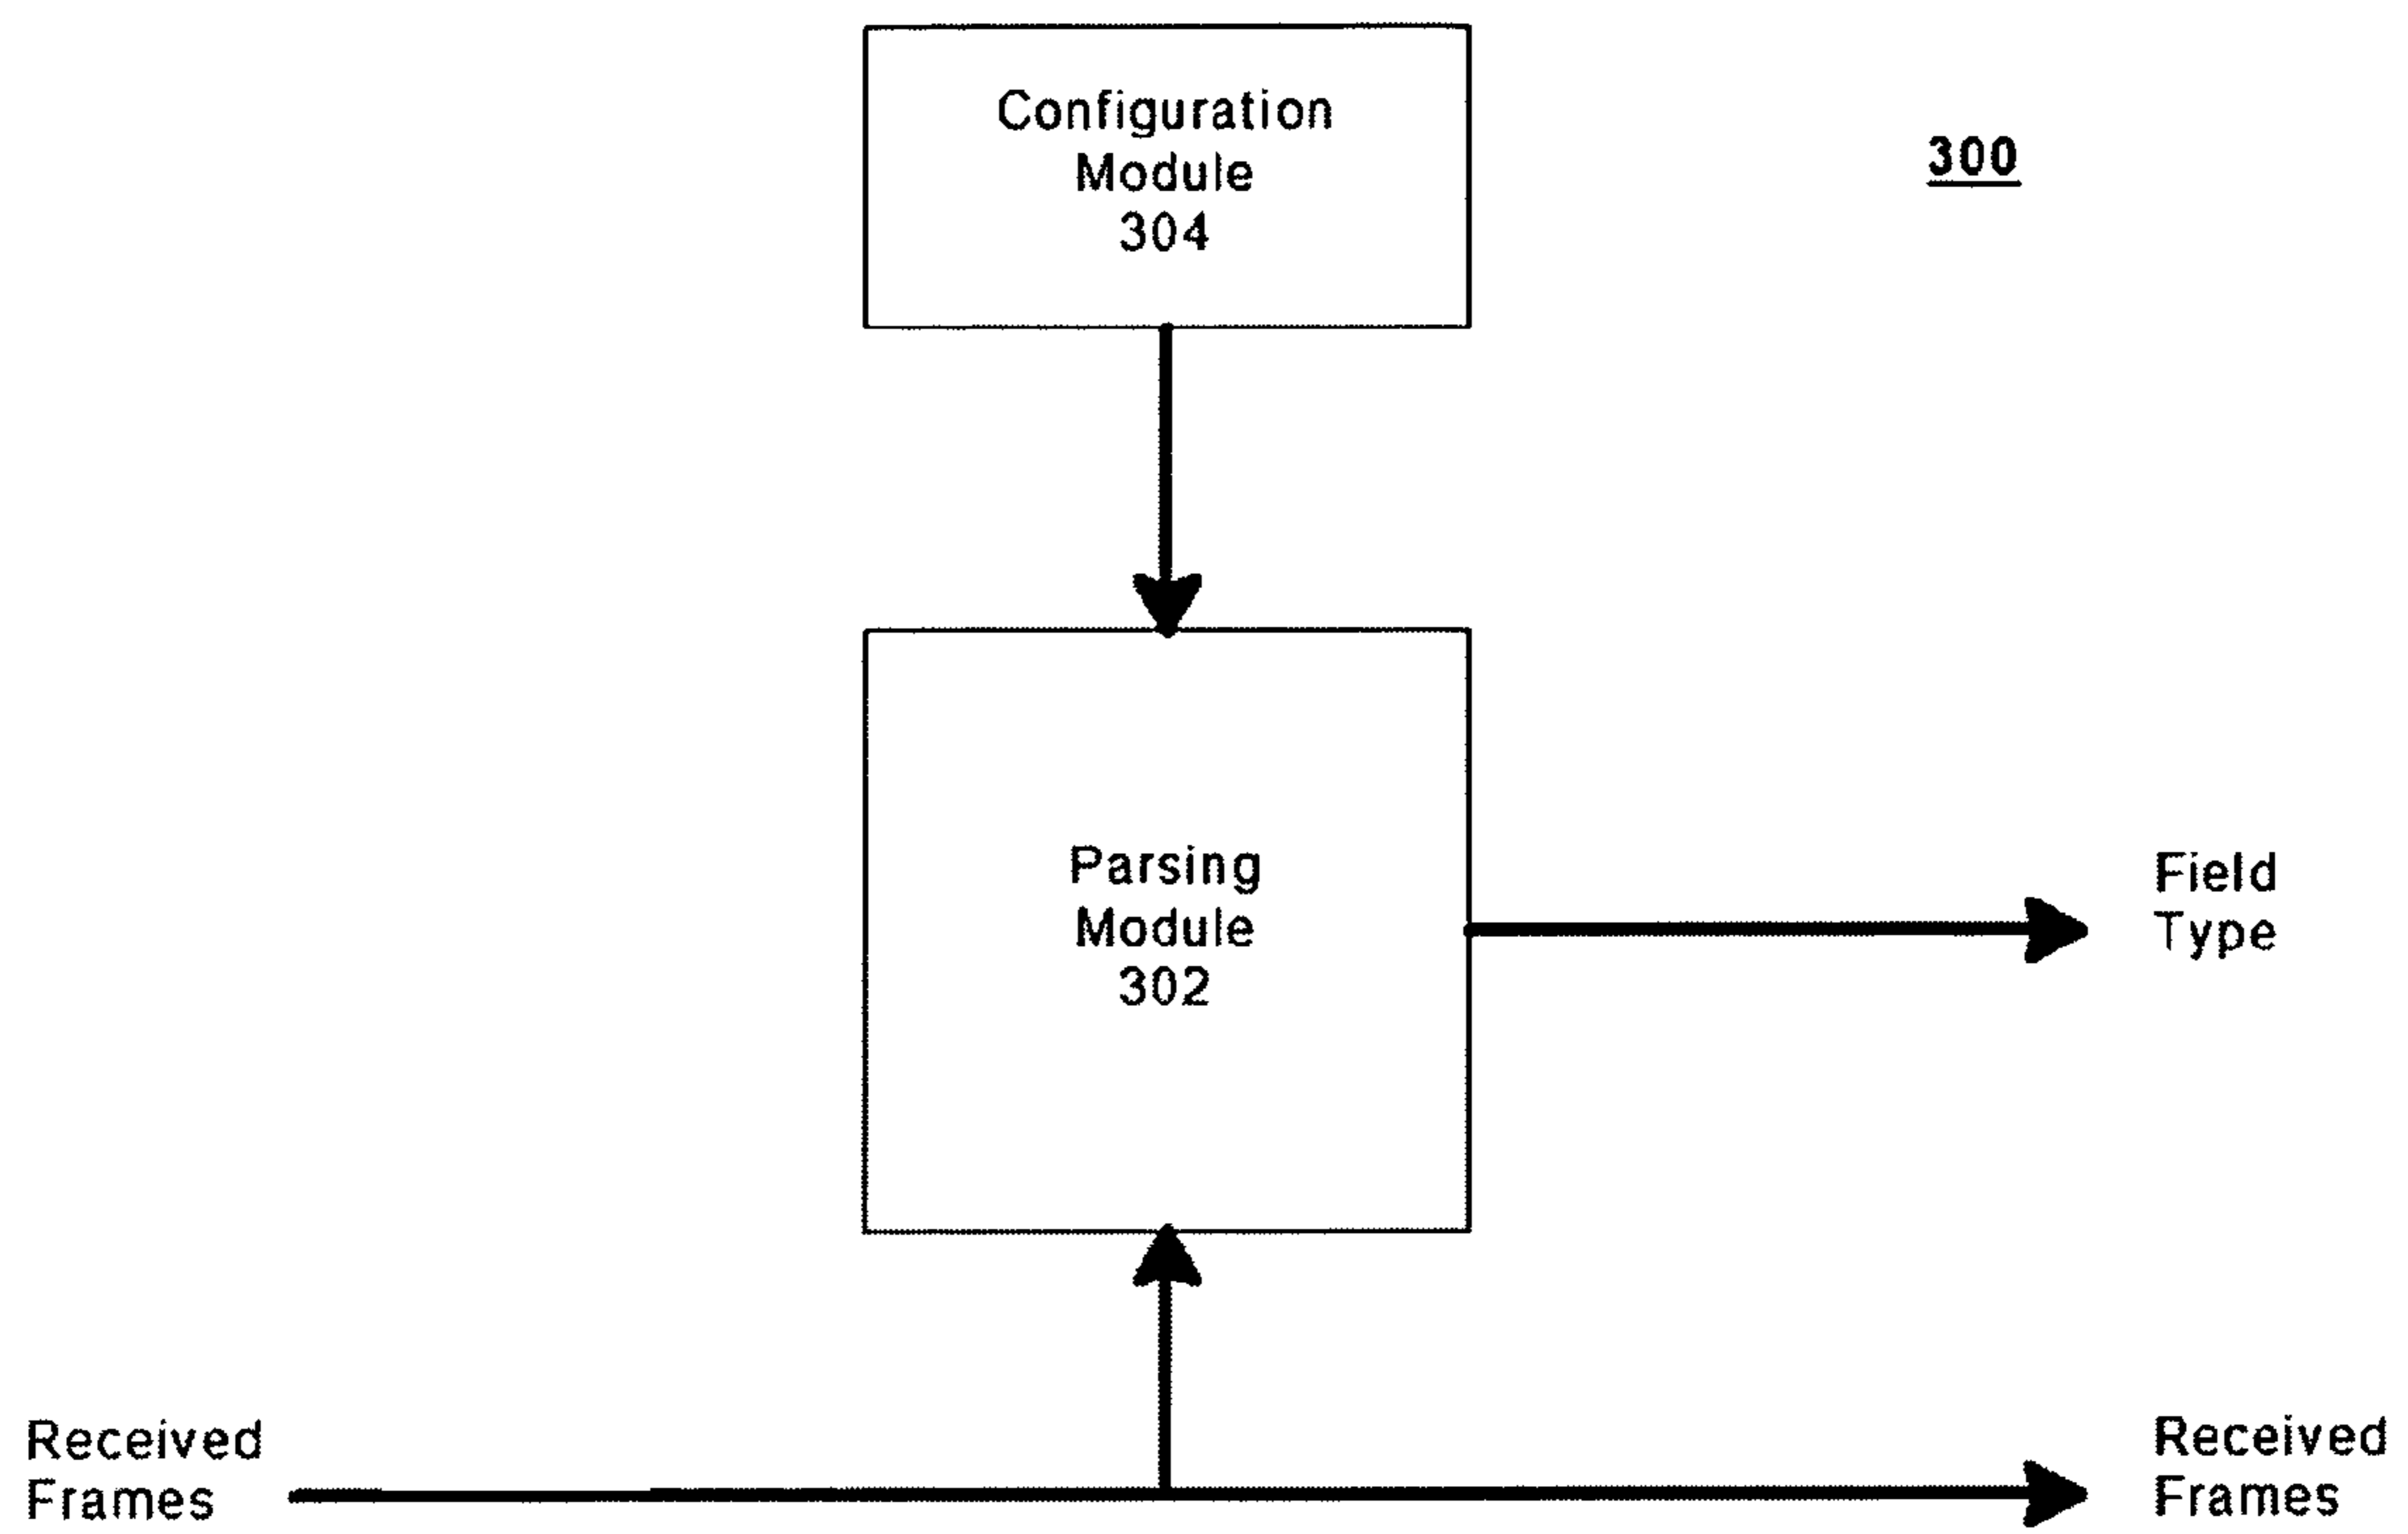 Configuration
Module
304
300
Parsing
Module
302
Field
Type
Received
Frames
Received
Frames